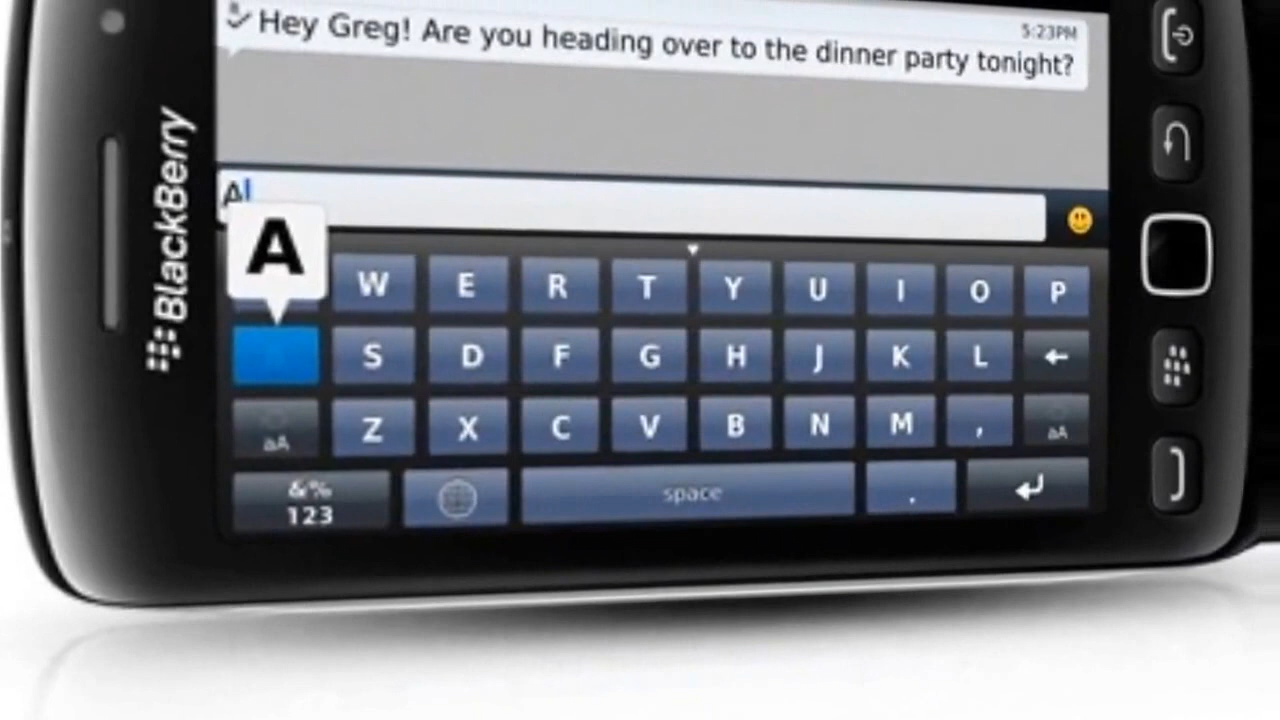 5:23PM
Hey Greg! Are you heading over to the dinner party tonight?
A
A
W E R T Y U I O P
S D F G H J K L
aA Z X C V B N M , aA
&%
123 space .
BlackBerry